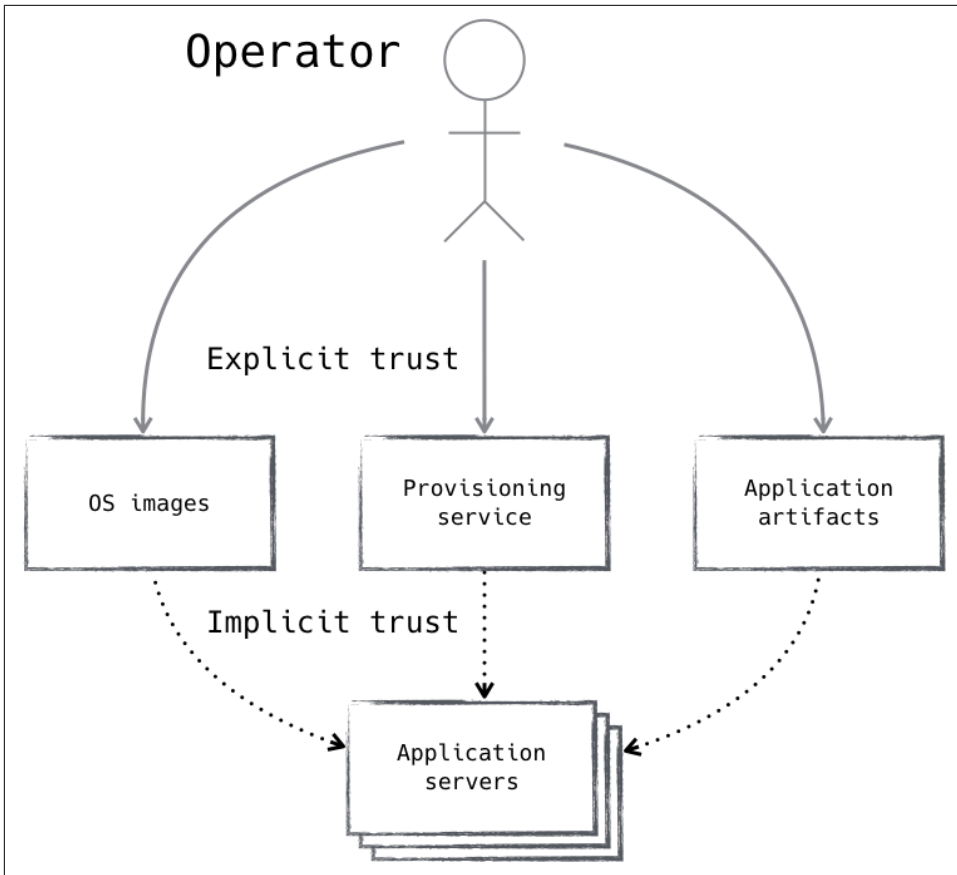 Operator
Explicit trust
OS images
Provisioning
service
Application
artifacts
Implicit trust
Application
servers